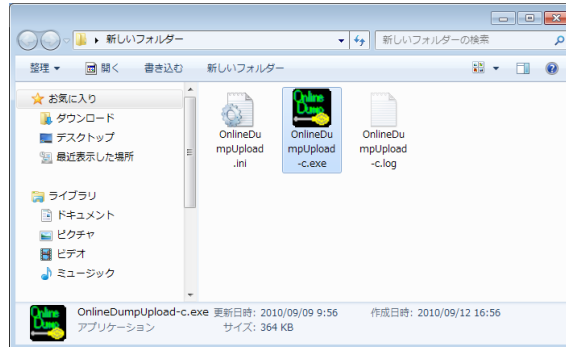 新しいフォルダー
新しいフォルダーの検索
整理 開く 書き込む 新しいフォルダー
お気に入り
ダウンロード
デスクトップ
最近表示した場所
ライブラリ
ドキュメント
ピクチャ
ビデオ
ミュージック
OnlineDu
mpUpload
.ini
Online
Dump
OnlineDu
mpUpload
-c.exe
OnlineDu
mpUpload
-c.log
Online
Dump
OnlineDumpUpload-c.exe 更新日時: 2010/09/09 9:56 作成日時: 2010/09/12 16:56
アプリケーション サイズ: 364 KB